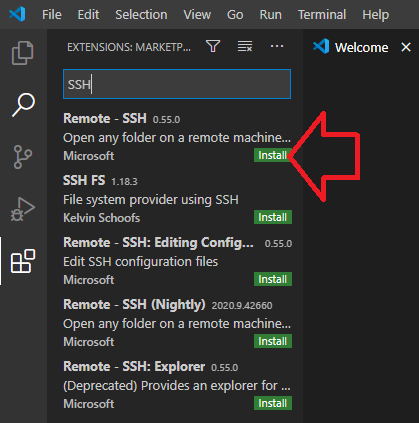 File Edit Selection View Go Run Terminal Help
EXTENSIONS: MARKETP...
Welcome
SSH
Remote - SSH 0.55.0
Open any folder on a remote machine...
Microsoft Install
SSH FS 1.18.3
File system provider using SSH
Kelvin Schoofs Install
Remote - SSH: Editing Config... 0.55.0
Edit SSH configuration files
Microsoft Install
Remote - SSH (Nightly) 2020.9.42660
Open any folder on a remote machine...
Microsoft Install
Remote - SSH: Explorer 0.55.0
(Deprecated) Provides an explorer for ...
Microsoft Install